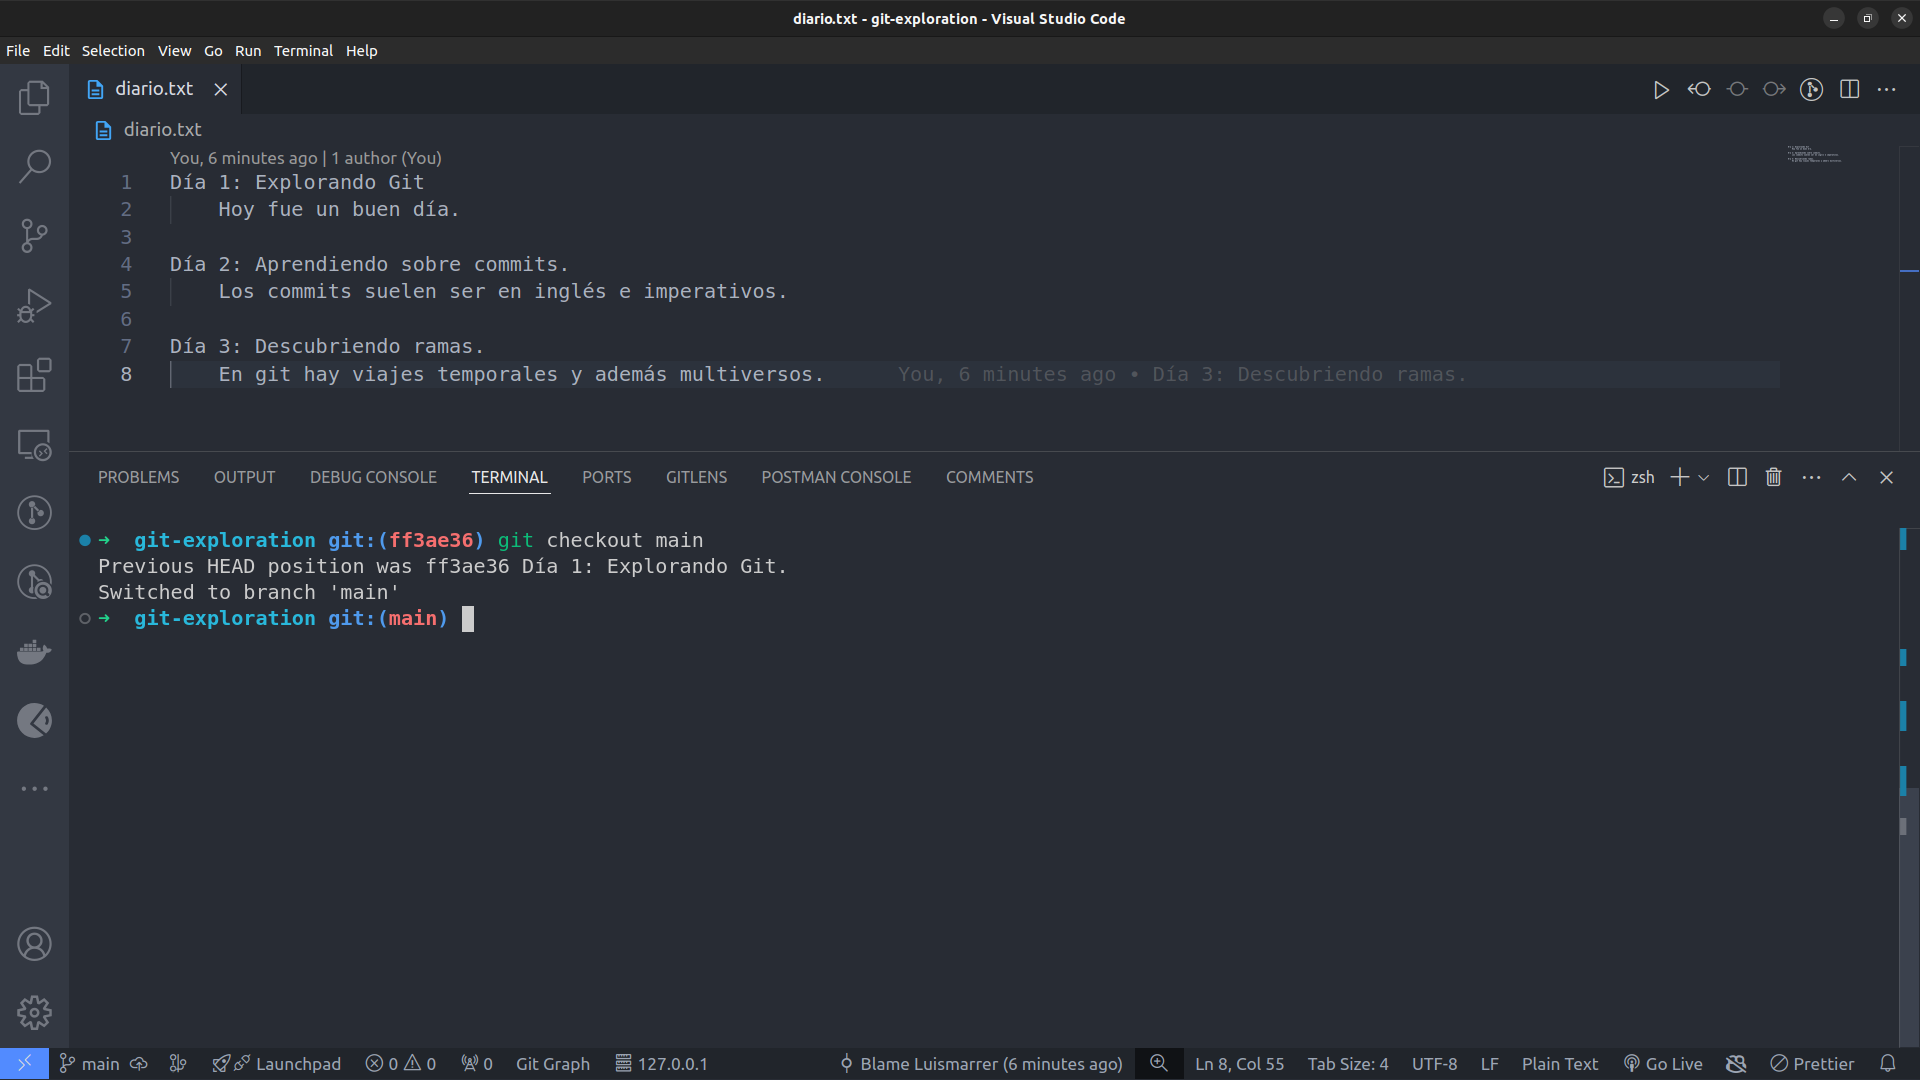 diario.txt - git-exploration - Visual Studio Code
File Edit Selection View Go Run Terminal Help
diario.txt
diario.txt
You, 6 minutes ago | 1 author (You)
1 Día 1: Explorando Git
2 Hoy fue un buen día.
3
4 Día 2: Aprendiendo sobre commits.
5 Los commits suelen ser en inglés e imperativos.
6
7 Día 3: Descubriendo ramas.
8 En git hay viajes temporales y además multiversos. You, 6 minutes ago • Día 3: Descubriendo ramas.
PROBLEMS OUTPUT DEBUG CONSOLE TERMINAL PORTS GITLENS POSTMAN CONSOLE COMMENTS zsh
➜ git-exploration git:(ff3ae36) git checkout main
Previous HEAD position was ff3ae36 Día 1: Explorando Git.
Switched to branch 'main'
➜ git-exploration git:(main)
main Launchpad 0 0 0 Git Graph 127.0.0.1 Blame Luismarrer (6 minutes ago) Ln 8, Col 55 Tab Size: 4 UTF-8 LF Plain Text Go Live Prettier